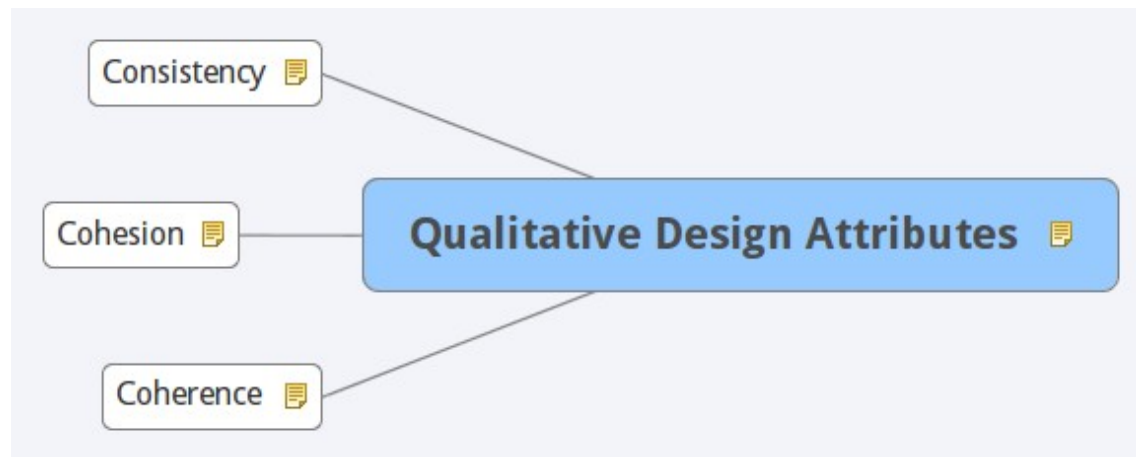 Consistency
Qualitative Design Attributes
Cohesion
Coherence